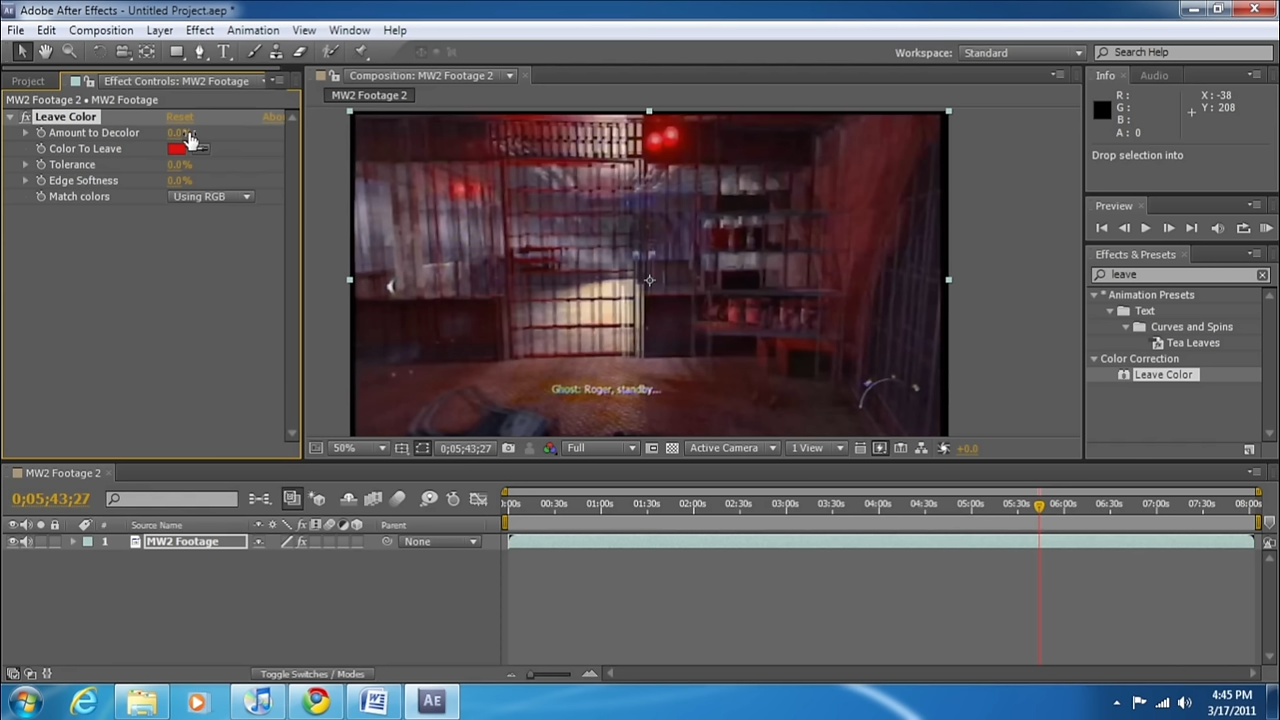 Adobe After Effects - Untitled Project.aep *
File Edit Composition Layer Effect Animation View Window Help
Workspace: Standard Search Help
Project Effect Controls: MW2 Footage
MW2 Footage 2 • MW2 Footage
fx Leave Color Reset Abo
Amount to Decolor 0.0%
Color To Leave
Tolerance 0.0%
Edge Softness 0.0%
Match colors Using RGB
Composition: MW2 Footage 2
MW2 Footage 2
Ghost: Roger, standby...
50% 0;05;43;27 Full Active Camera 1 View +0.0
Info Audio
R : X : -38
G : Y : 208
B :
A : 0
Drop selection into
Preview
Effects & Presets
leave
* Animation Presets
Text
Curves and Spins
Tea Leaves
Color Correction
Leave Color
MW2 Footage 2
0;05;43;27
:00s 00:30s 01:00s 01:30s 02:00s 02:30s 03:00s 03:30s 04:00s 04:30s 05:00s 05:30s 06:00s 06:30s 07:00s 07:30s 08:00s
# Source Name fx Parent
1 MW2 Footage fx None
Toggle Switches / Modes
W Ae
4:45 PM
3/17/2011